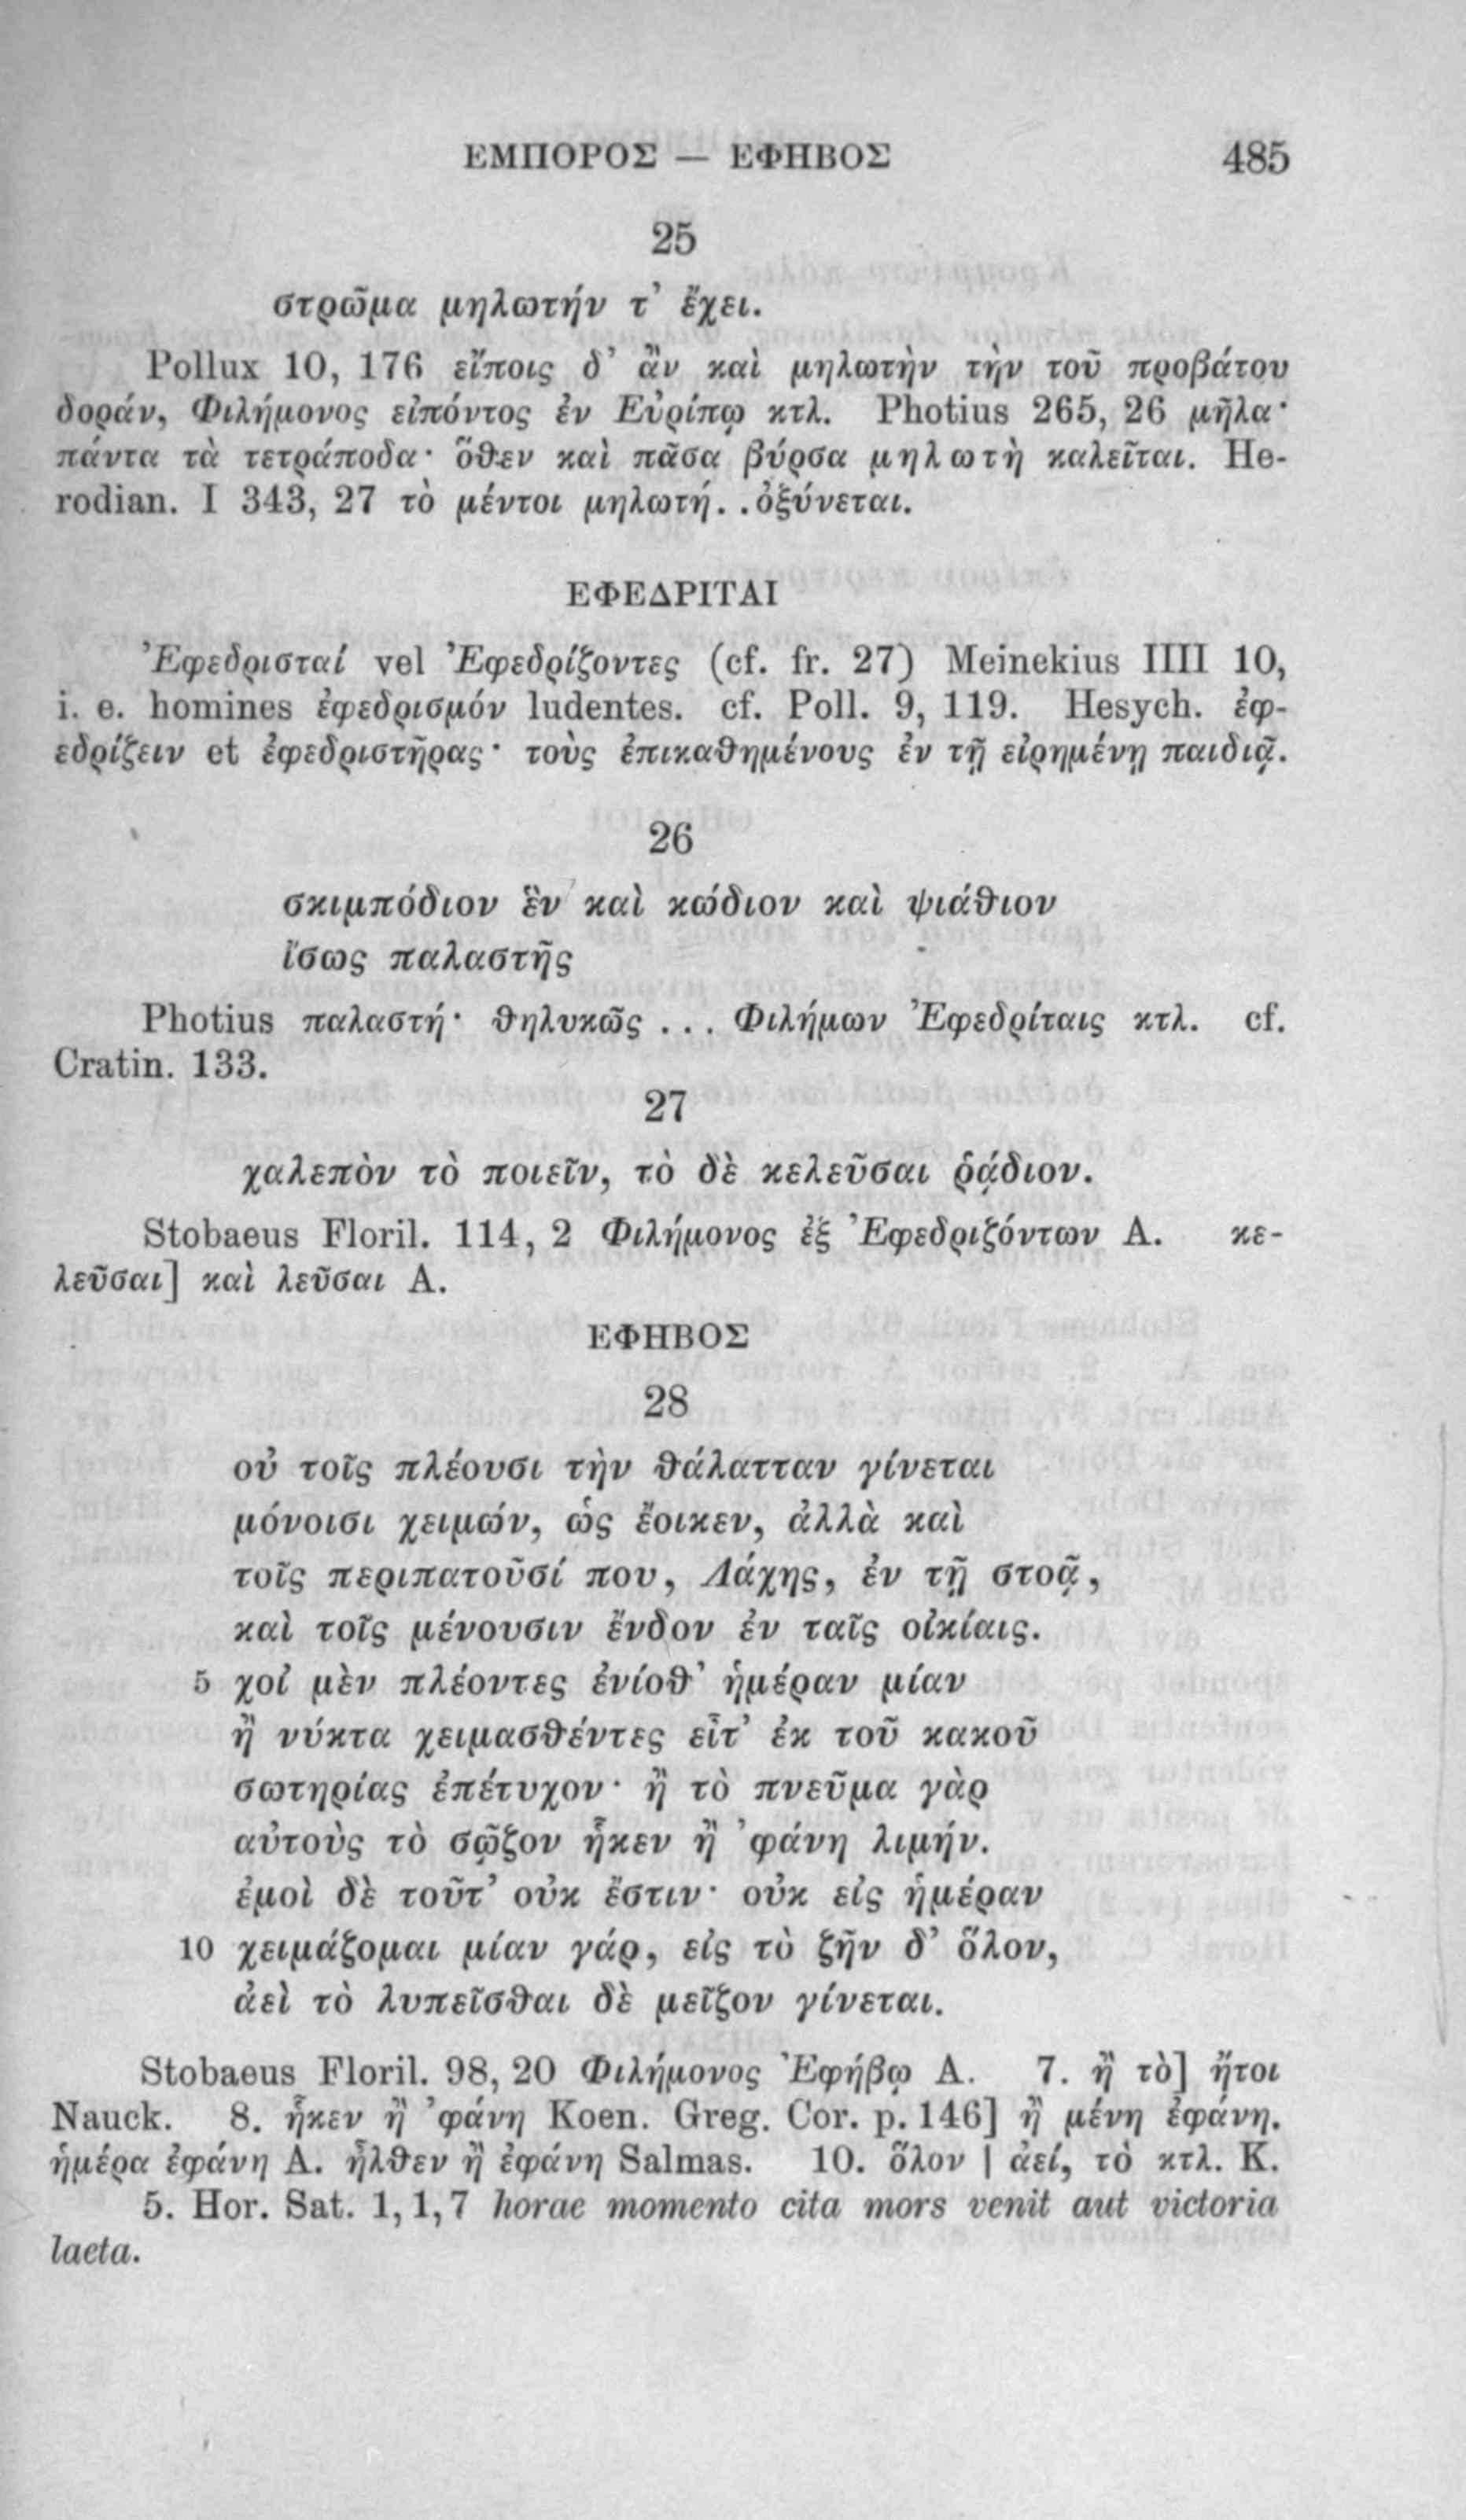 ΕΜΠΟΡΟΣ — ΕΦΗΒΟΣ 485
25
στρῶμα μηλωτήν τ’ ἔχει.
Pollux 10, 176 εἴποις δ’ ἂν καὶ μηλωτὴν τὴν τοῦ προβάτου
δοράν, Φιλήμονος εἰπόντος ἐν Εὐρίπῳ κτλ. Photius 265, 26 μῆλα·
πάντα τὰ τετράποδα· ὅθεν καὶ πᾶσα βύρσα μηλωτὴ καλεῖται. He-
rodian. I 343, 27 τὸ μέντοι μηλωτή. . ὀξύνεται.
ΕΦΕΔΡΙΤΑΙ
Ἐφεδρισταί vel Ἐφεδρίζοντες (cf. fr. 27) Meinekius IIII 10,
i. e. homines ἐφεδρισμόν ludentes. cf. Poll. 9, 119. Hesych. ἐφ-
εδρίζειν et ἐφεδριστῆρας· τοὺς ἐπικαθημένους ἐν τῇ εἰρημένῃ παιδιᾷ.
26
σκιμπόδιον ἓν καὶ κώδιον καὶ ψιάθιον
ἴσως παλαστῆς
Photius παλαστή· θηλυκῶς ... Φιλήμων Ἐφεδρίταις κτλ. cf.
Cratin. 133.
27
χαλεπὸν τὸ ποιεῖν, τὸ δὲ κελεῦσαι ῥᾴδιον.
Stobaeus Floril. 114, 2 Φιλήμονος ἐξ Ἐφεδριζόντων A. κε-
λεῦσαι] καὶ λεῦσαι A.
ΕΦΗΒΟΣ
28
οὐ τοῖς πλέουσι τὴν θάλατταν γίνεται
μόνοισι χειμών, ὡς ἔοικεν, ἀλλὰ καὶ
τοῖς περιπατοῦσί που, Λάχης, ἐν τῇ στοᾷ,
καὶ τοῖς μένουσιν ἔνδον ἐν ταῖς οἰκίαις.
5 χοἰ μὲν πλέοντες ἐνίοθ’ ἡμέραν μίαν
ἢ νύκτα χειμασθέντες εἶτ’ ἐκ τοῦ κακοῦ
σωτηρίας ἐπέτυχον· ἢ τὸ πνεῦμα γὰρ
αὐτοὺς τὸ σῷζον ἧκεν ἢ ’φάνη λιμήν.
ἐμοὶ δὲ τοῦτ’ οὐκ ἔστιν· οὐκ εἰς ἡμέραν
10 χειμάζομαι μίαν γάρ, εἰς τὸ ζῆν δ’ ὅλον,
ἀεὶ τὸ λυπεῖσθαι δὲ μεῖζον γίνεται.
Stobaeus Floril. 98, 20 Φιλήμονος Ἐφήβῳ A. 7. ἢ τὸ] ἤτοι
Nauck. 8. ἧκεν ἢ ’φάνη Koen. Greg. Cor. p. 146] ἢ μένη ἐφάνη.
ἡμέρα ἐφάνη A. ἦλθεν ἢ ἐφάνη Salmas. 10. ὅλον | ἀεί, τὸ κτλ. K.
5. Hor. Sat. 1, 1, 7 horae momento cita mors venit aut victoria
laeta.